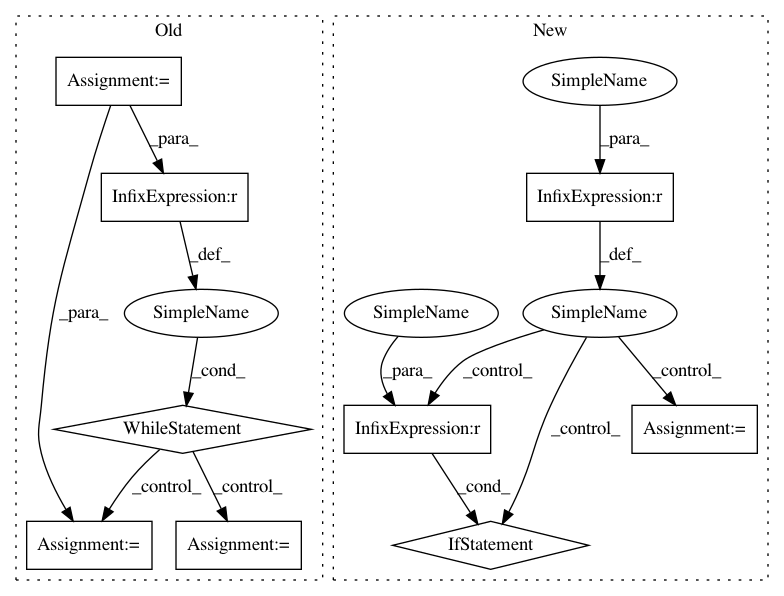 Old
New
Assignment:=
SimpleName
_para_
_para_
InfixExpression:r
InfixExpression:r
_def_
_def_
_para_
SimpleName
SimpleName
SimpleName
_cond_
_para_
_control_
_control_
WhileStatement
InfixExpression:r
_control_
Assignment:=
_control_
_control_
_cond_
Assignment:=
Assignment:=
IfStatement